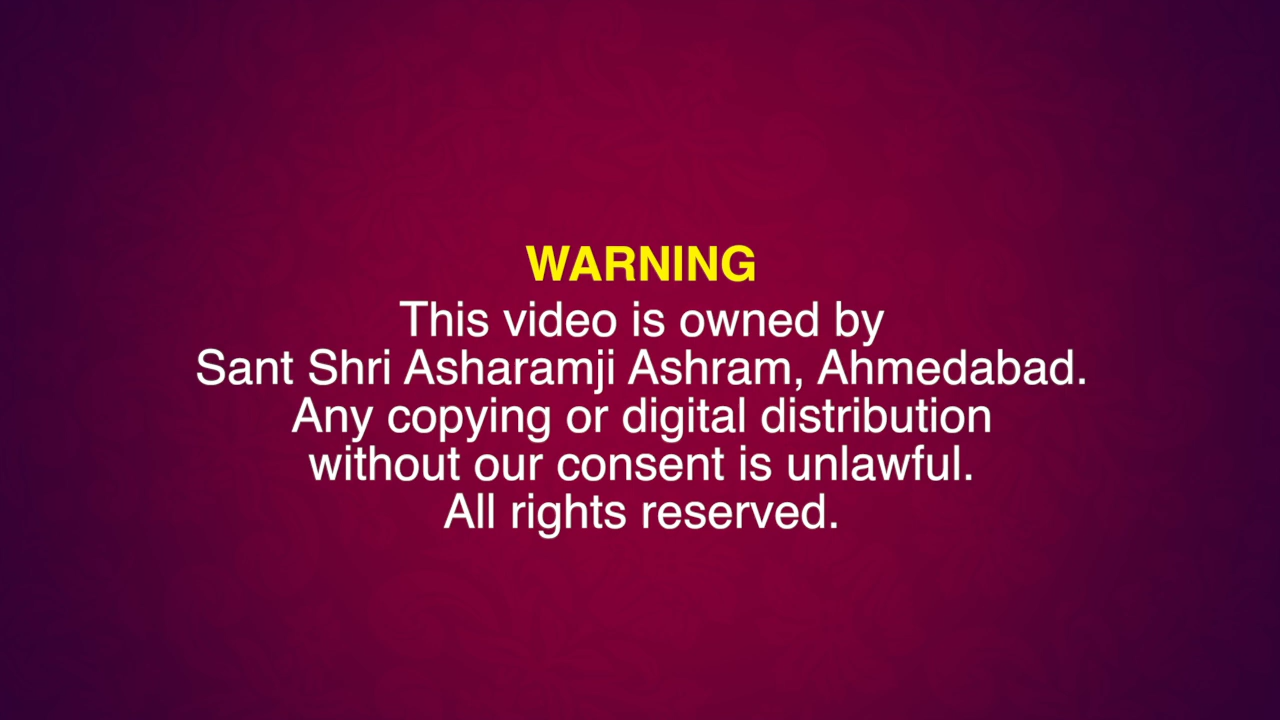 WARNING
This video is owned by
Sant Shri Asharamji Ashram, Ahmedabad.
Any copying or digital distribution
without our consent is unlawful.
All rights reserved.